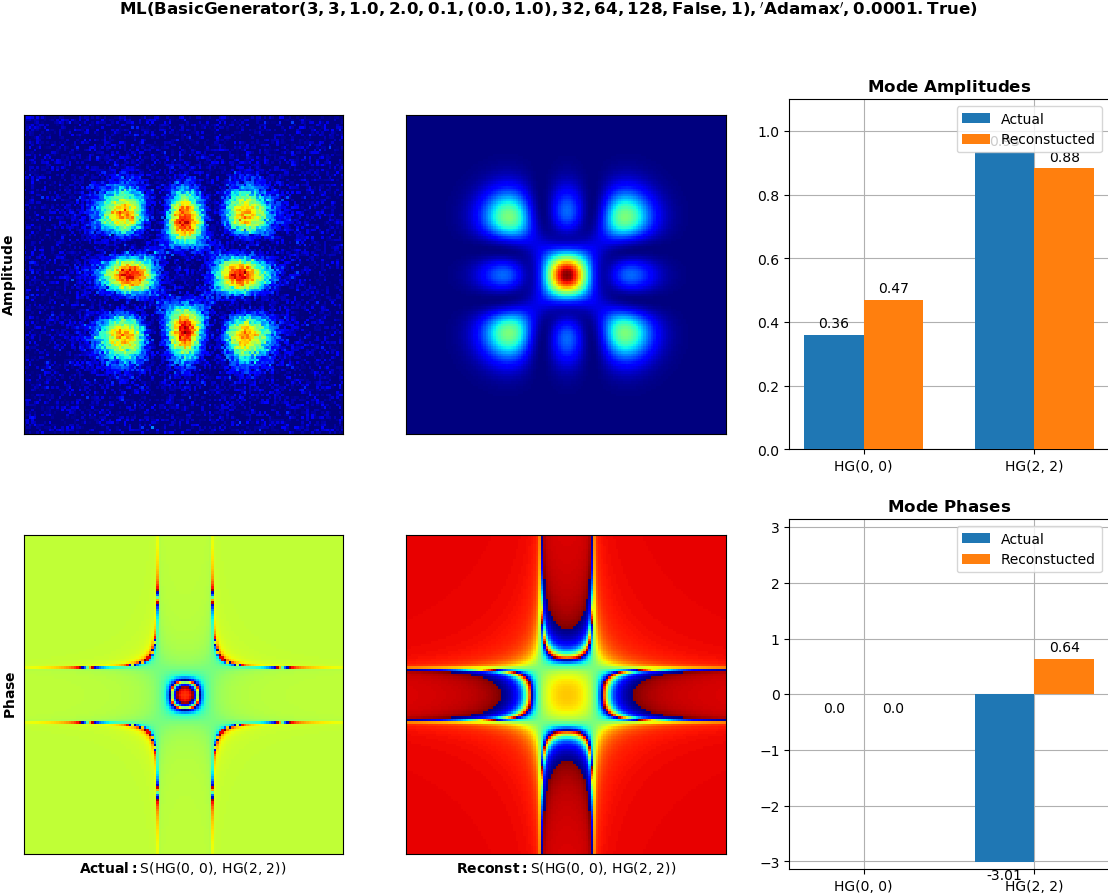 ML(BasicGenerator(3, 3, 1.0, 2.0, 0.1, (0.0, 1.0), 32, 64, 128, False, 1), ′Adamax′, 0.0001. True)
Mode Amplitudes
Amplitude
1.0
0.8
0.6
0.4
0.2
0.0
Actual
Reconstucted
0.88
0.47
0.36
HG(0, 0)
HG(2, 2)
Mode Phases
Phase
3
2
1
0
−1
−2
−3
Actual
Reconstucted
0.64
0.0
0.0
-3.01
HG(0, 0)
HG(2, 2)
Actual: S(HG(0, 0), HG(2, 2))
Reconst: S(HG(0, 0), HG(2, 2))